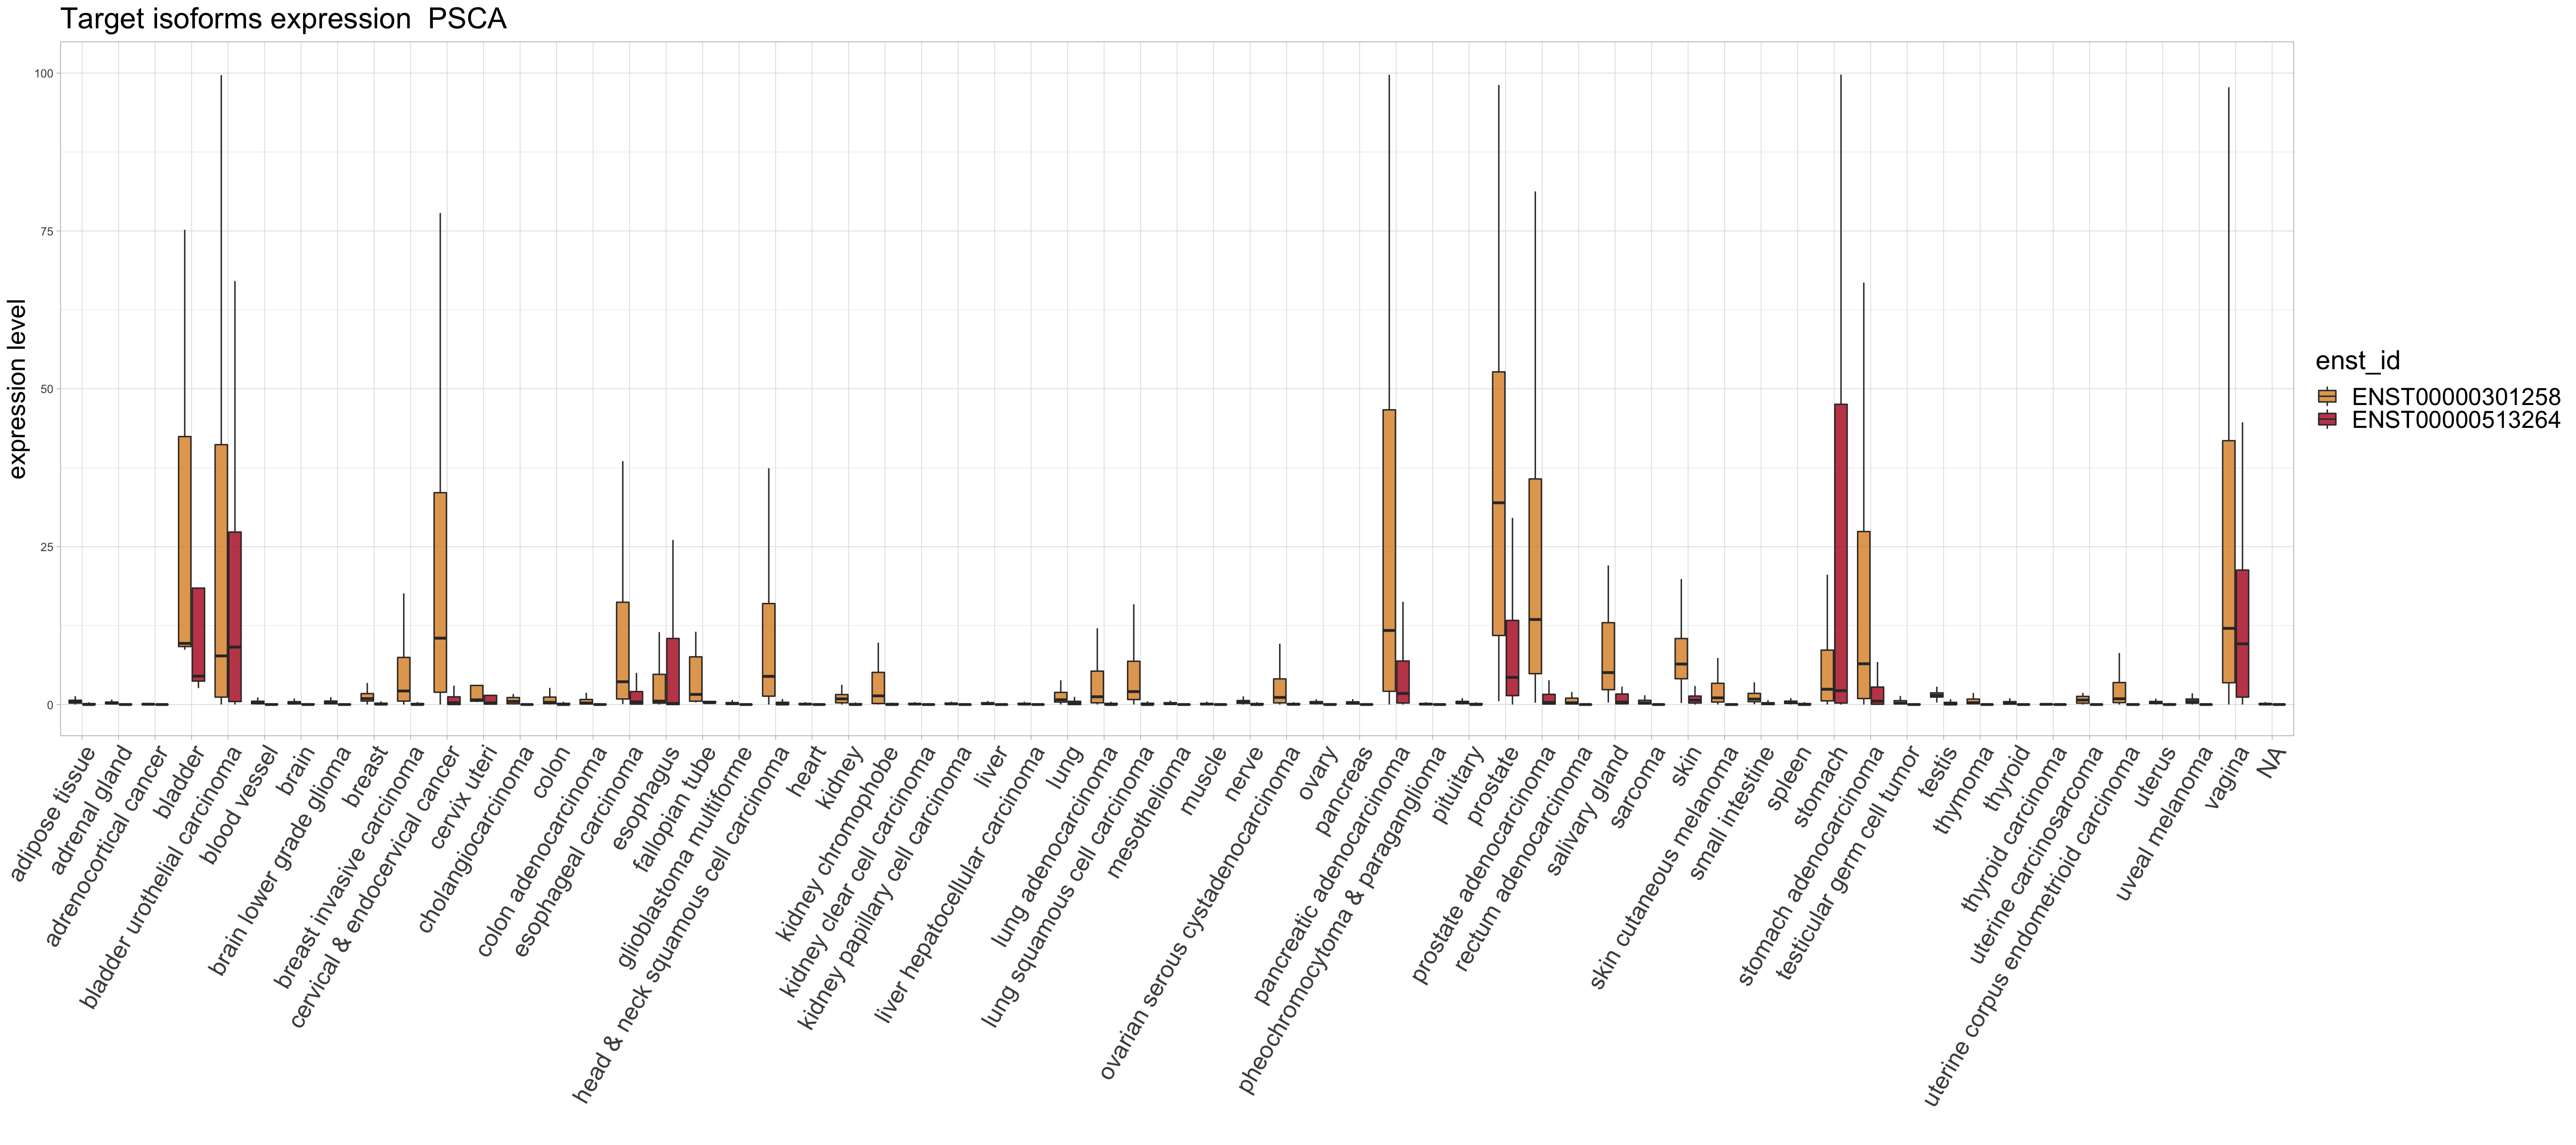 Target isoforms expression  PSCA
expression level
100
75
50
25
0
adipose tissue
adrenal gland
adrenocortical cancer
bladder
bladder urothelial carcinoma
blood vessel
brain
brain lower grade glioma
breast
breast invasive carcinoma
cervical & endocervical cancer
cervix uteri
cholangiocarcinoma
colon
colon adenocarcinoma
esophageal carcinoma
esophagus
fallopian tube
glioblastoma multiforme
head & neck squamous cell carcinoma
heart
kidney
kidney chromophobe
kidney clear cell carcinoma
kidney papillary cell carcinoma
liver
liver hepatocellular carcinoma
lung
lung adenocarcinoma
lung squamous cell carcinoma
mesothelioma
muscle
nerve
ovarian serous cystadenocarcinoma
ovary
pancreas
pancreatic adenocarcinoma
pheochromocytoma & paraganglioma
pituitary
prostate
prostate adenocarcinoma
rectum adenocarcinoma
salivary gland
sarcoma
skin
skin cutaneous melanoma
small intestine
spleen
stomach
stomach adenocarcinoma
testicular germ cell tumor
testis
thymoma
thyroid
thyroid carcinoma
uterine carcinosarcoma
uterine corpus endometrioid carcinoma
uterus
uveal melanoma
vagina
NA
enst_id
ENST00000301258
ENST00000513264